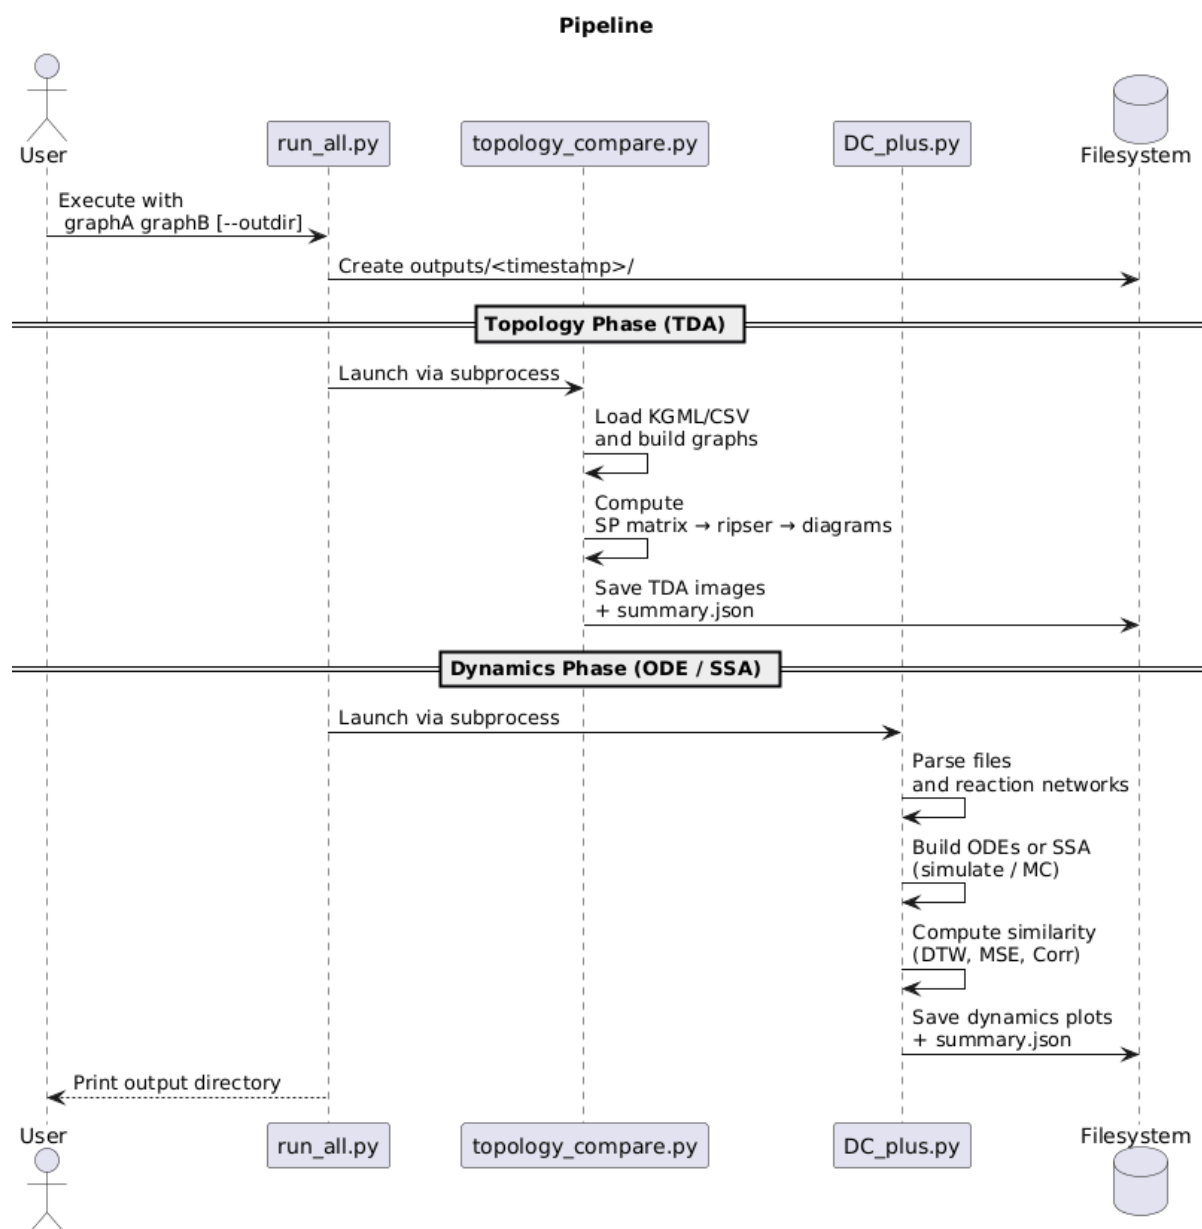 Pipeline
User
run_all.py
topology_compare.py
DC_plus.py
Filesystem
Execute with
graphA graphB [--outdir]
Create outputs/<timestamp>/
Topology Phase (TDA)
Launch via subprocess
Load KGML/CSV
and build graphs
Compute
SP matrix → ripser → diagrams
Save TDA images
+ summary.json
Dynamics Phase (ODE / SSA)
Launch via subprocess
Parse files
and reaction networks
Build ODEs or SSA
(simulate / MC)
Compute similarity
(DTW, MSE, Corr)
Save dynamics plots
+ summary.json
Print output directory
User
run_all.py
topology_compare.py
DC_plus.py
Filesystem